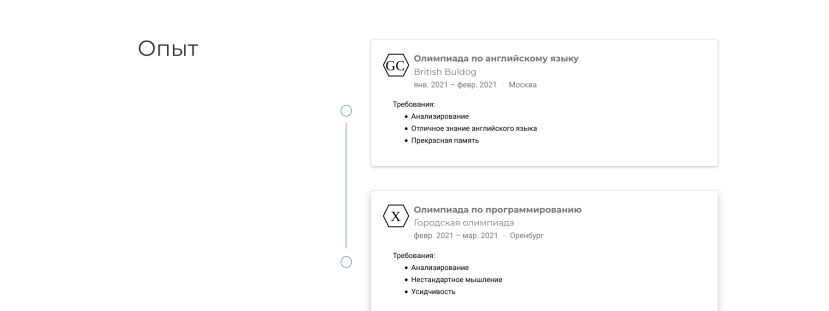 Опыт
GC
Олимпиада по английскому языку
British Buldog
янв. 2021 – февр. 2021 · Москва
Требования:
• Анализирование
• Отличное знание английского языка
• Прекрасная память
X
Олимпиада по программированию
Городская олимпиада
февр. 2021 – мар. 2021 · Оренбург
Требования:
• Анализирование
• Нестандартное мышление
• Усидчивость